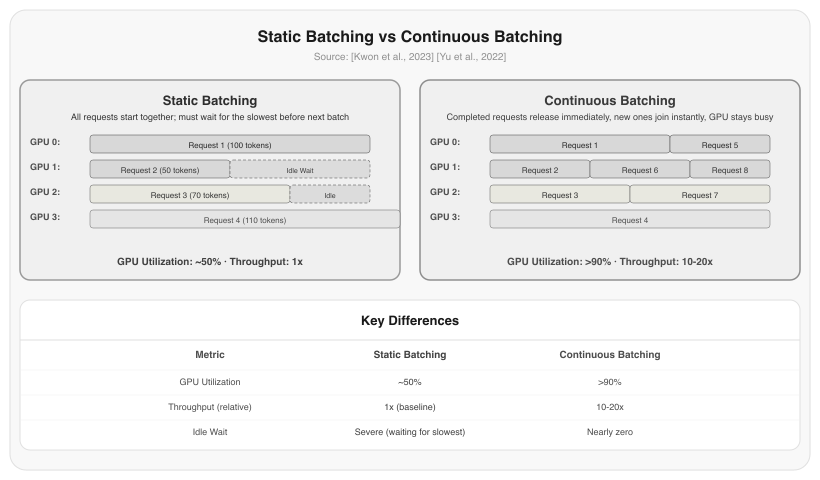 Static Batching vs Continuous Batching
Source: [Kwon et al., 2023] [Yu et al., 2022]
Static Batching
All requests start together; must wait for the slowest before next batch
GPU 0:
Request 1 (100 tokens)
GPU 1:
Request 2 (50 tokens)
Idle Wait
GPU 2:
Request 3 (70 tokens)
Idle
GPU 3:
Request 4 (110 tokens)
GPU Utilization: ~50% · Throughput: 1x
Continuous Batching
Completed requests release immediately, new ones join instantly, GPU stays busy
GPU 0:
Request 1
Request 5
GPU 1:
Request 2
Request 6
Request 8
GPU 2:
Request 3
Request 7
GPU 3:
Request 4
GPU Utilization: >90% · Throughput: 10-20x
Key Differences
Metric Static Batching Continuous Batching
GPU Utilization ~50% >90%
Throughput (relative) 1x (baseline) 10-20x
Idle Wait Severe (waiting for slowest) Nearly zero